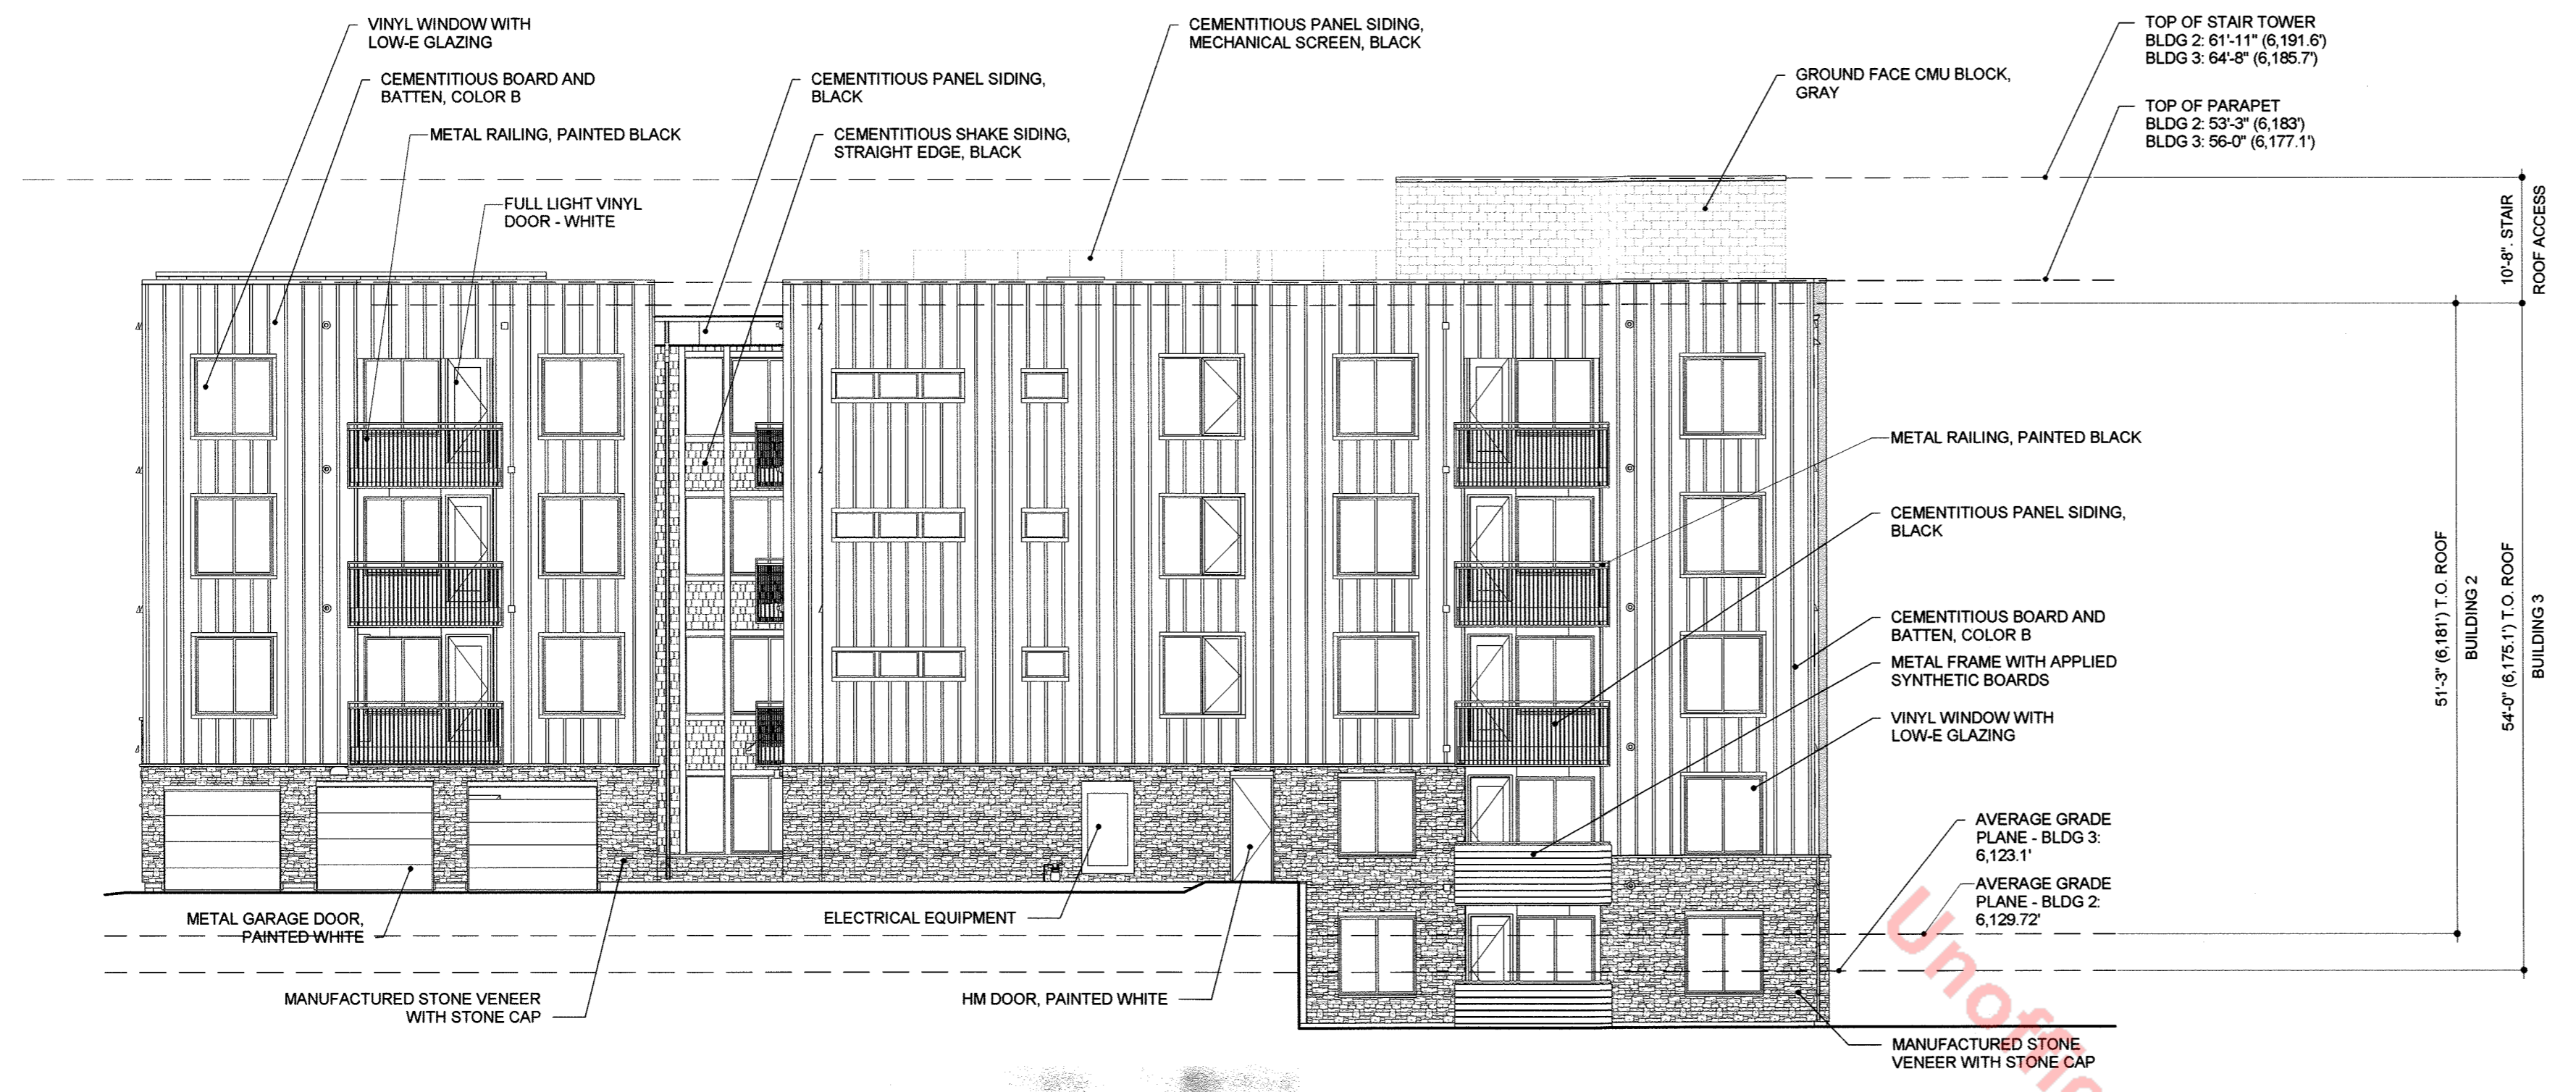 VINYL WINDOW WITH
LOW-E GLAZING
CEMENTITIOUS BOARD AND
BATTEN, COLOR B
METAL RAILING, PAINTED BLACK
FULL LIGHT VINYL
DOOR - WHITE
CEMENTITIOUS PANEL SIDING,
BLACK
CEMENTITIOUS SHAKE SIDING,
STRAIGHT EDGE, BLACK
CEMENTITIOUS PANEL SIDING,
MECHANICAL SCREEN, BLACK
GROUND FACE CMU BLOCK,
GRAY
TOP OF STAIR TOWER
BLDG 2: 61'-11" (6,191.6')
BLDG 3: 64'-8" (6,185.7')
TOP OF PARAPET
BLDG 2: 53'-3" (6,183')
BLDG 3: 56-0" (6,177.1')
10'-8". STAIR
ROOF ACCESS
METAL RAILING, PAINTED BLACK
CEMENTITIOUS PANEL SIDING,
BLACK
CEMENTITIOUS BOARD AND
BATTEN, COLOR B
METAL FRAME WITH APPLIED
SYNTHETIC BOARDS
VINYL WINDOW WITH
LOW-E GLAZING
51'-3" (6,181') T.O. ROOF
BUILDING 2
54'-0" (6,175.1') T.O. ROOF
BUILDING 3
AVERAGE GRADE
PLANE - BLDG 3:
6,123.1'
AVERAGE GRADE
PLANE - BLDG 2:
6,129.72'
METAL GARAGE DOOR,
PAINTED WHITE
ELECTRICAL EQUIPMENT
MANUFACTURED STONE VENEER
WITH STONE CAP
HM DOOR, PAINTED WHITE
MANUFACTURED STONE
VENEER WITH STONE CAP